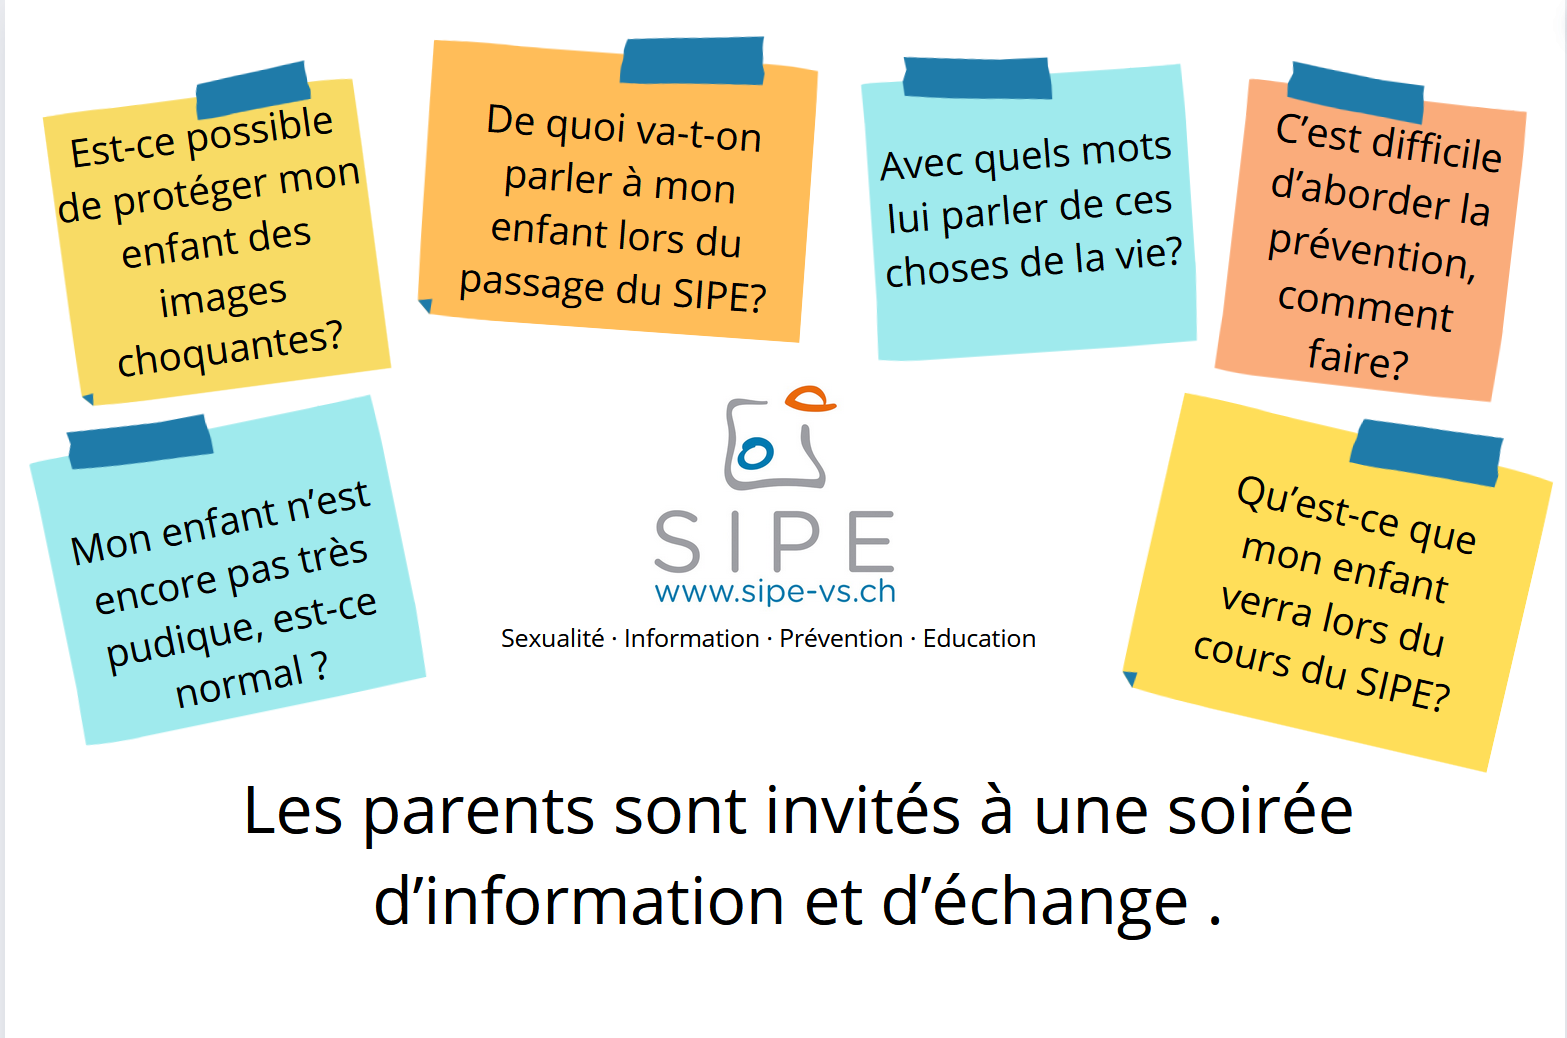 Est-ce possible
de protéger mon
enfant des
images
choquantes?
De quoi va-t-on
parler à mon
enfant lors du
passage du SIPE?
Avec quels mots
lui parler de ces
choses de la vie?
C’est difficile
d’aborder la
prévention,
comment
faire?
Mon enfant n’est
encore pas très
pudique, est-ce
normal ?
SIPE
www.sipe-vs.ch
Sexualité · Information · Prévention · Education
Qu’est-ce que
mon enfant
verra lors du
cours du SIPE?
Les parents sont invités à une soirée
d’information et d’échange .